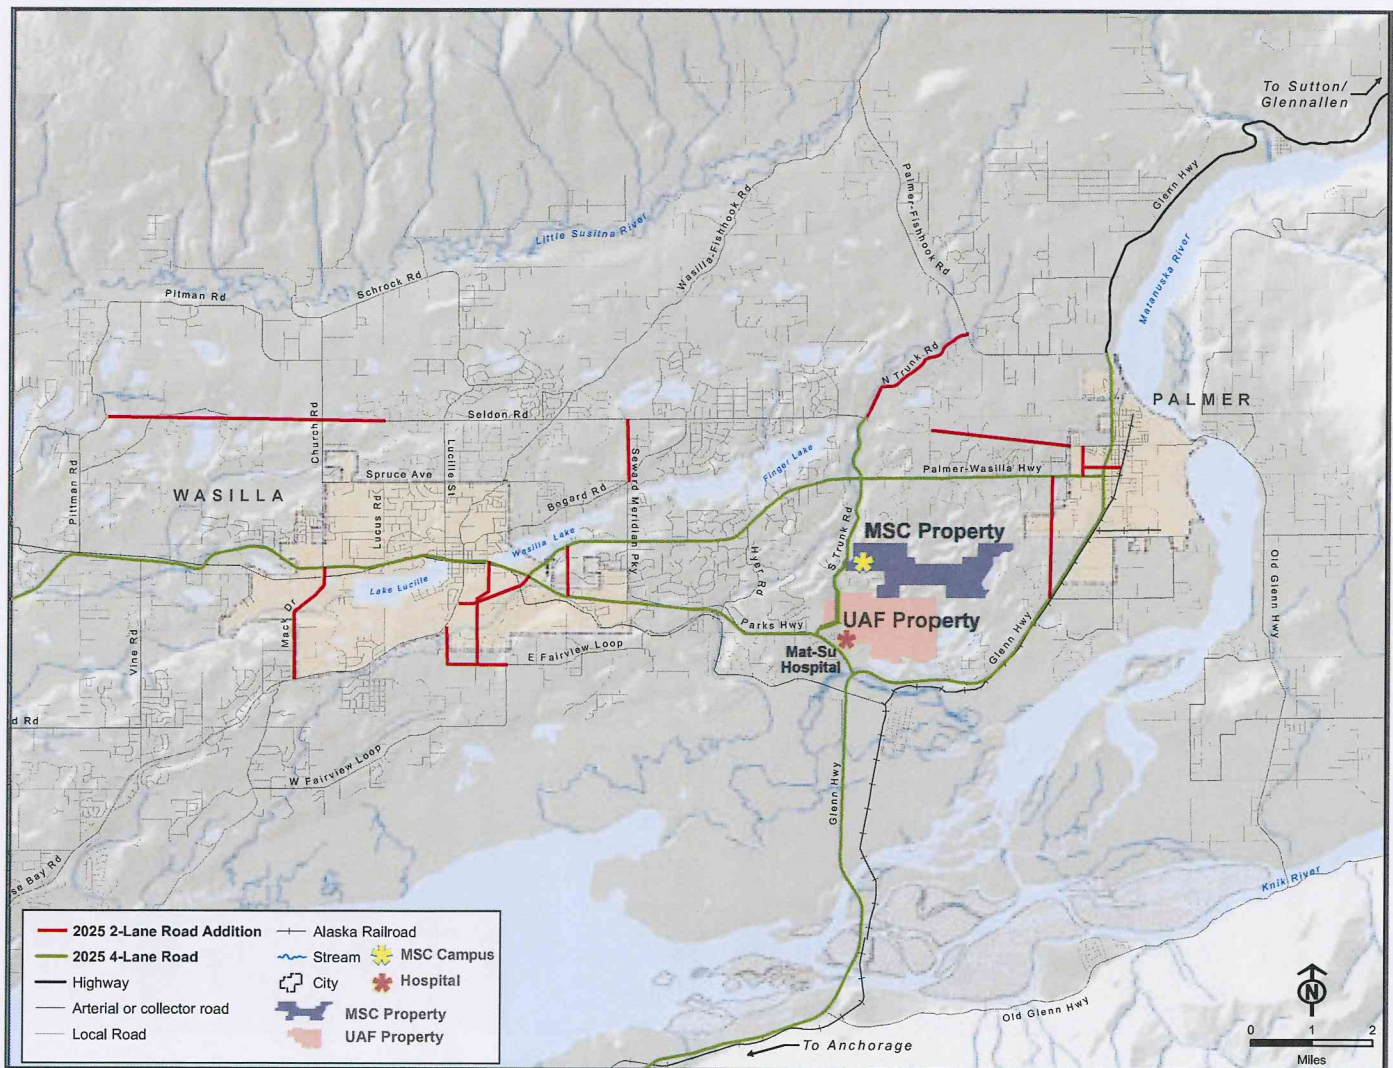 To Sutton/
Glennallen
Glenn Hwy
Palmer-Fishhook Rd
Wasilla-Fishhook Rd
Little Susitna River
Matanuska River
Schrock Rd
Pitman Rd
N Trunk Rd
PALMER
Seldon Rd
Church Rd
Lucille St
Seward Meridian Pky
Finger Lake
Palmer-Wasilla Hwy
Spruce Ave
Pittman Rd
WASILLA
Lucus Rd
Bogard Rd
S Trunk Rd
MSC Property
Wasilla Lake
Hyer Rd
Old Glenn Hwy
Lake Lucille
Mack Dr
Parks Hwy
UAF Property
Glenn Hwy
Vine Rd
E Fairview Loop
Mat-Su
Hospital
d Rd
W Fairview Loop
Glenn Hwy
se Bay Rd
Knik River
2025 2-Lane Road Addition
2025 4-Lane Road
Highway
Arterial or collector road
Local Road
Alaska Railroad
Stream
City
MSC Campus
Hospital
MSC Property
UAF Property
Old Glenn Hwy
To Anchorage
N
0 1 2
Miles